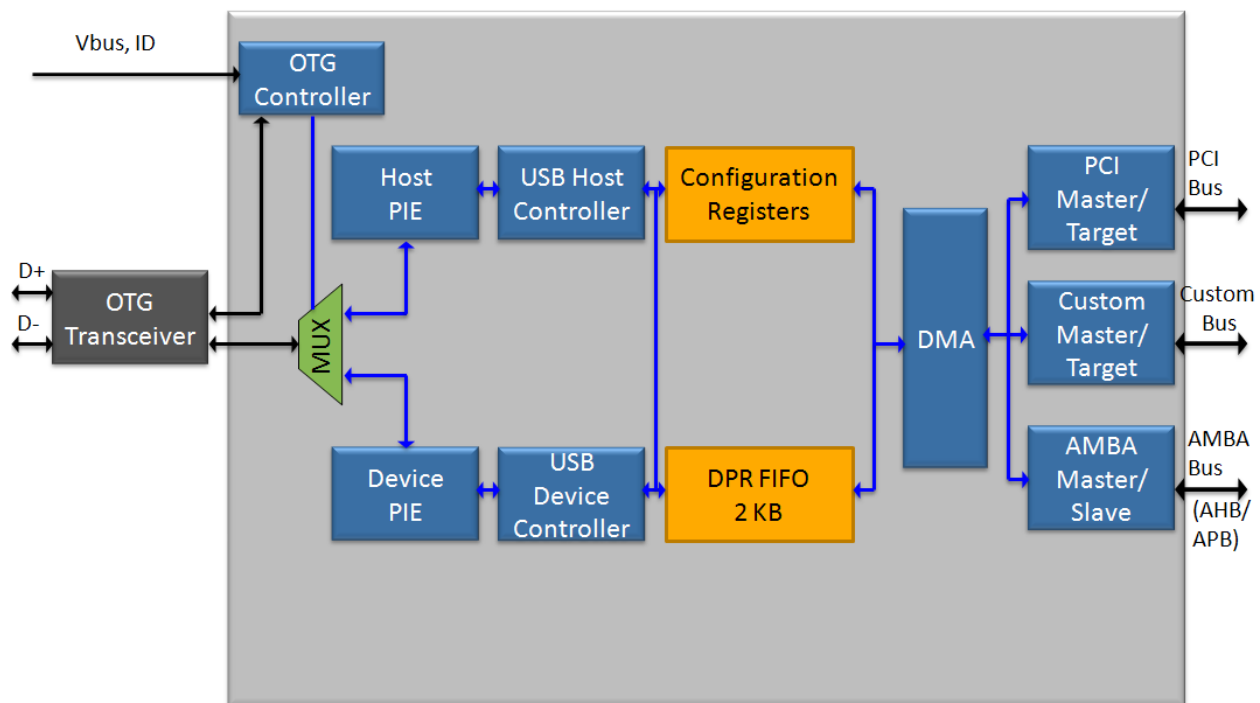 Vbus, ID
OTG
Controller
Host
PIE
USB Host
Controller
Configuration
Registers
PCI
Master/
Target
PCI
Bus
D+
D-
OTG
Transceiver
MUX
DMA
Custom
Master/
Target
Custom
Bus
Device
PIE
USB
Device
Controller
DPR FIFO
2 KB
AMBA
Master/
Slave
AMBA
Bus
(AHB/
APB)